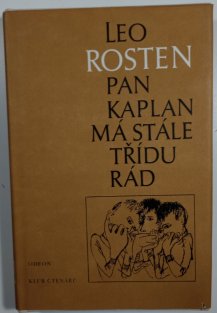 LEO
ROSTEN
PAN
KAPLAN
MÁ STÁLE
TŘÍDU
RÁD
ODEON
KLUB ČTENÁŘŮ